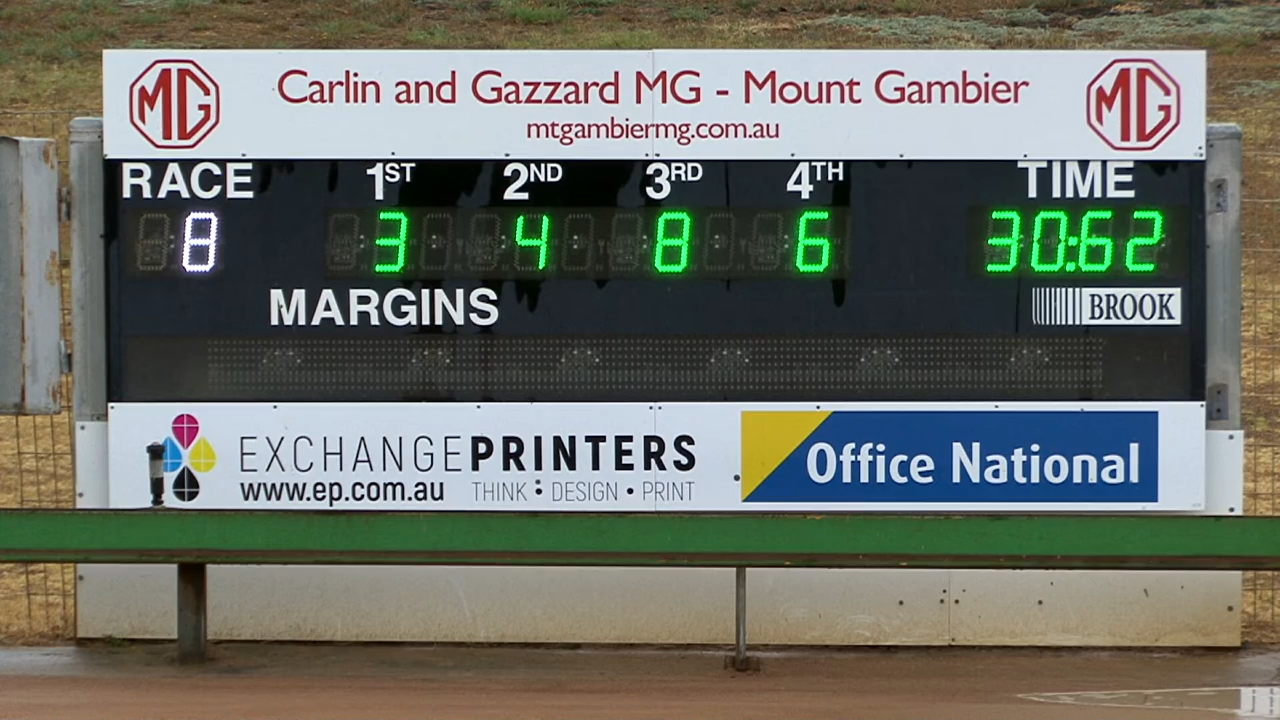 MG Carlin and Gazzard MG - Mount Gambier MG
mtgambiermg.com.au
RACE 1ST 2ND 3RD 4TH TIME
8 3 4 8 6 30:62
MARGINS BROOK
EXCHANGEPRINTERS
www.ep.com.au THINK • DESIGN • PRINT
Office National